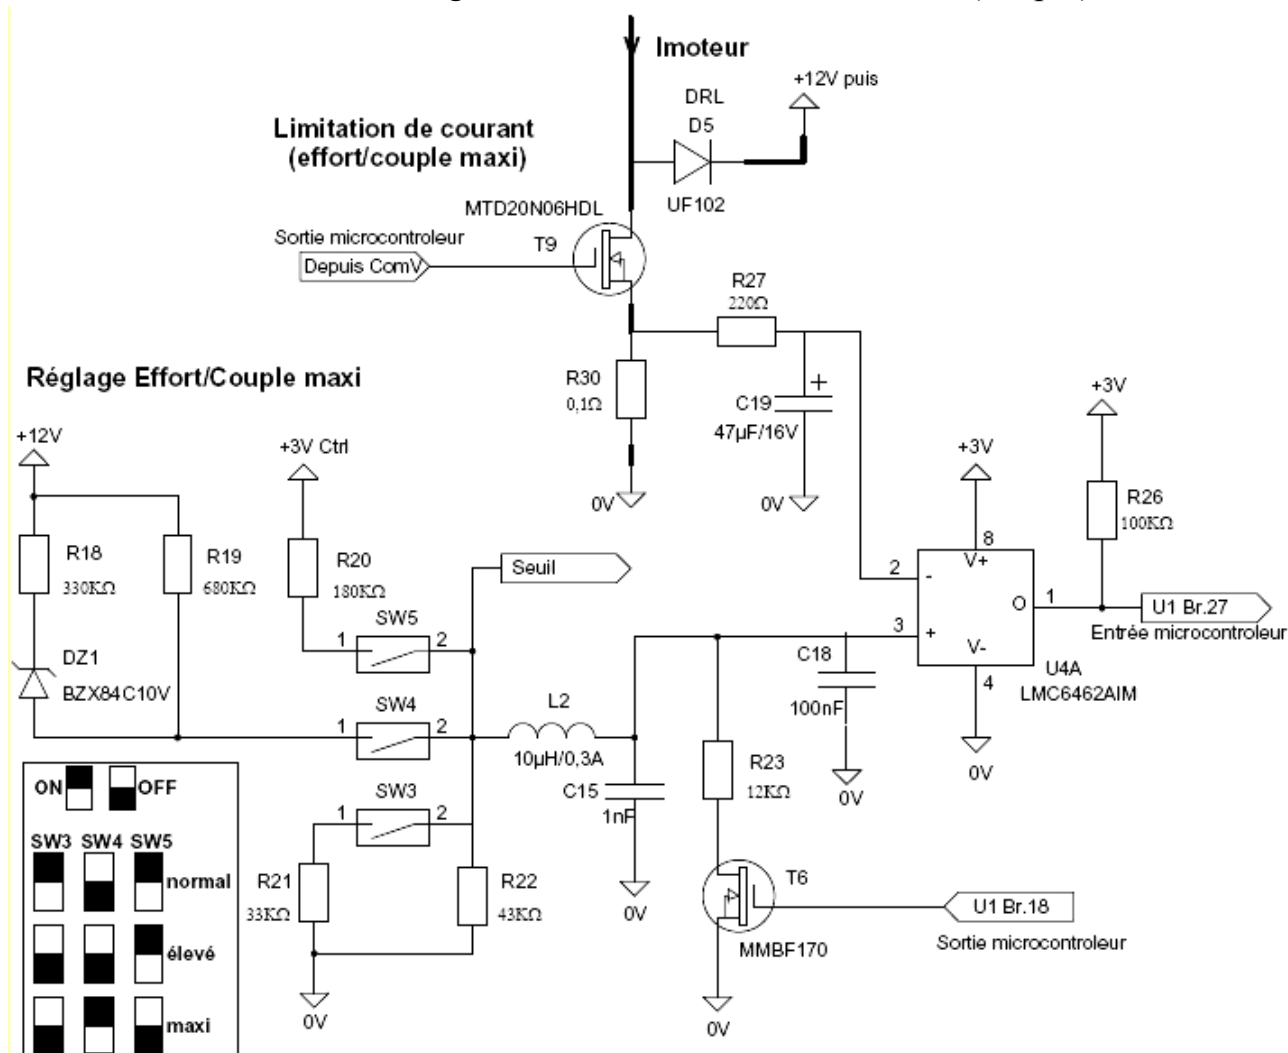 Imoteur
+12V puis
DRL
D5
Limitation de courant
(effort/couple maxi)
UF102
MTD20N06HDL
Sortie microcontroleur
T9
Depuis ComV
R27
220Ω
Réglage Effort/Couple maxi
R30
0,1Ω
+
C19
47µF/16V
+3V
+12V
+3V Ctrl
+3V
0V
0V
R26
100KΩ
R18
330KΩ
R19
680KΩ
R20
180KΩ
Seuil
8
V+
2
-
O
1
U1 Br.27
Entrée microcontroleur
SW5
1
2
3
+
V-
4
U4A
LMC6462AIM
DZ1
BZX84C10V
C18
100nF
SW4
1
2
L2
10µH/0,3A
R23
12KΩ
0V
0V
ON
OFF
SW3
1
2
C15
1nF
SW3 SW4 SW5
normal
R21
33KΩ
R22
43KΩ
0V
T6
U1 Br.18
élevé
MMBF170
Sortie microcontroleur
maxi
0V
0V